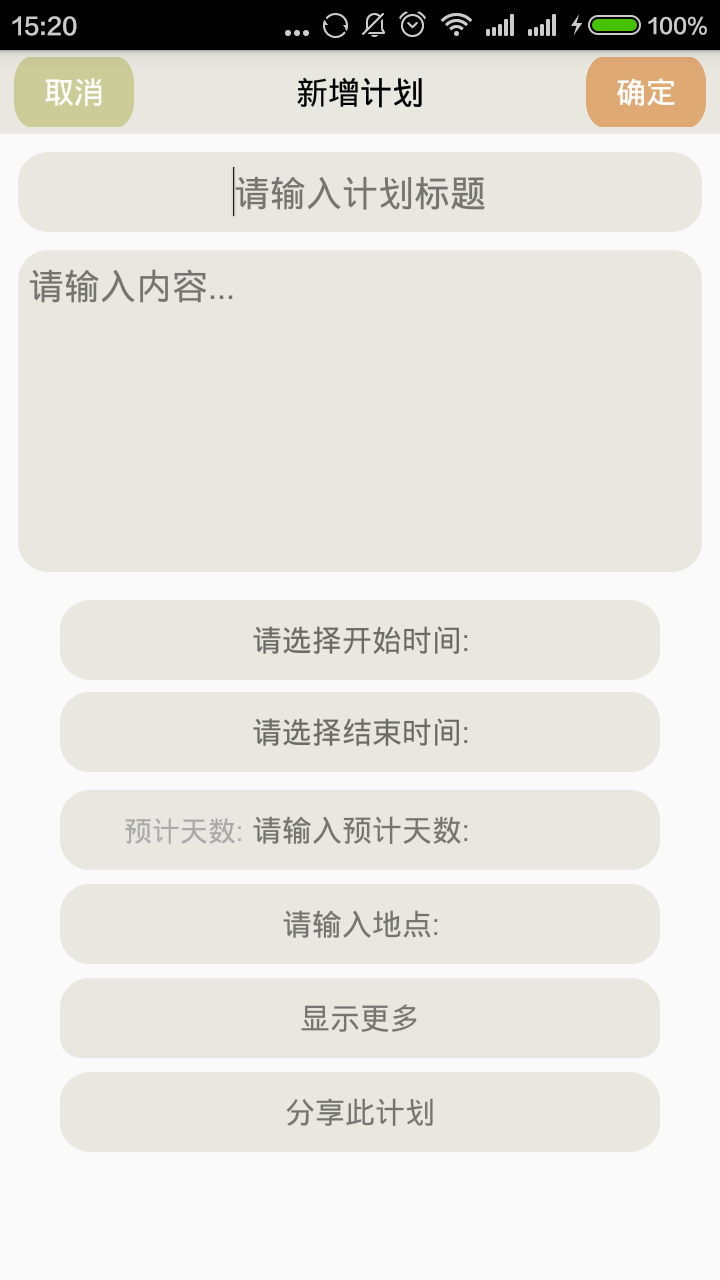 15:20 ... 100%
取消 新增计划 确定
请输入计划标题
请输入内容...
请选择开始时间:
请选择结束时间:
预计天数: 请输入预计天数:
请输入地点:
显示更多
分享此计划